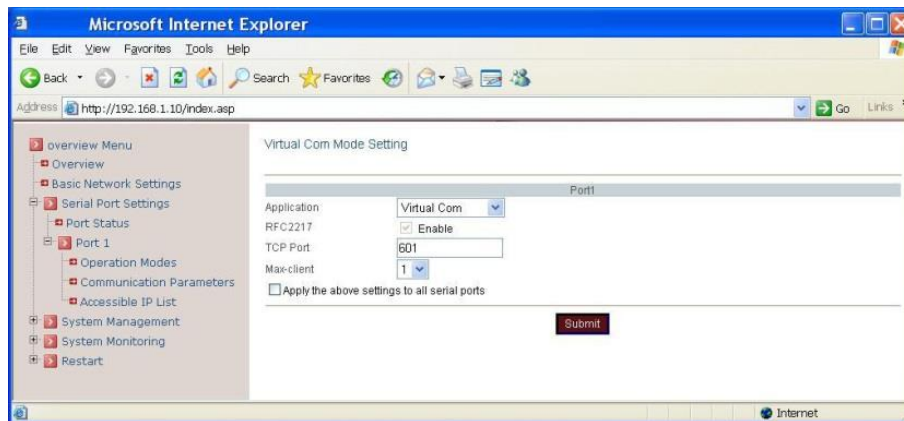 Microsoft Internet Explorer
File Edit View Favorites Tools Help
Back Search Favorites
Address http://192.168.1.10/index.asp Go Links
overview Menu
Overview
Basic Network Settings
Serial Port Settings
Port Status
Port 1
Operation Modes
Communication Parameters
Accessible IP List
System Management
System Monitoring
Restart
Virtual Com Mode Setting
Port1
Application Virtual Com
RFC2217 Enable
TCP Port 601
Max-client 1
Apply the above settings to all serial ports
Submit
Internet